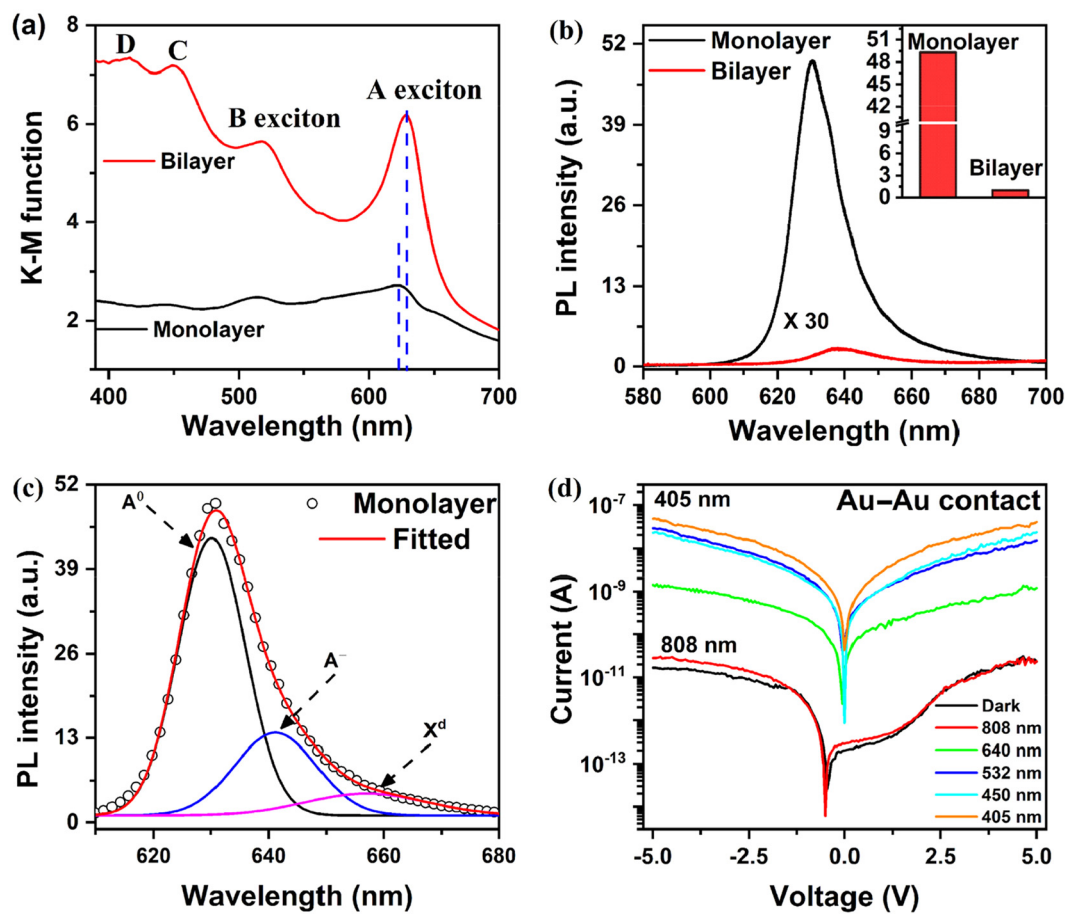 (a)
8
6
4
2
K-M function
D
C
B exciton
A exciton
Bilayer
Monolayer
400
500
600
700
Wavelength (nm)
(b)
52
39
26
13
0
PL intensity (a.u.)
Monolayer
Bilayer
X 30
51
48
45
42
9
6
3
0
Monolayer
Bilayer
580
600
620
640
660
680
700
Wavelength (nm)
(c)
52
39
26
13
0
PL intensity (a.u.)
A⁰
Monolayer
Fitted
A⁻
Xᵈ
620
640
660
680
Wavelength (nm)
(d)
10⁻⁷
10⁻⁹
10⁻¹¹
10⁻¹³
Current (A)
405 nm
Au–Au contact
808 nm
Dark
808 nm
640 nm
532 nm
450 nm
405 nm
-5.0
-2.5
0.0
2.5
5.0
Voltage (V)